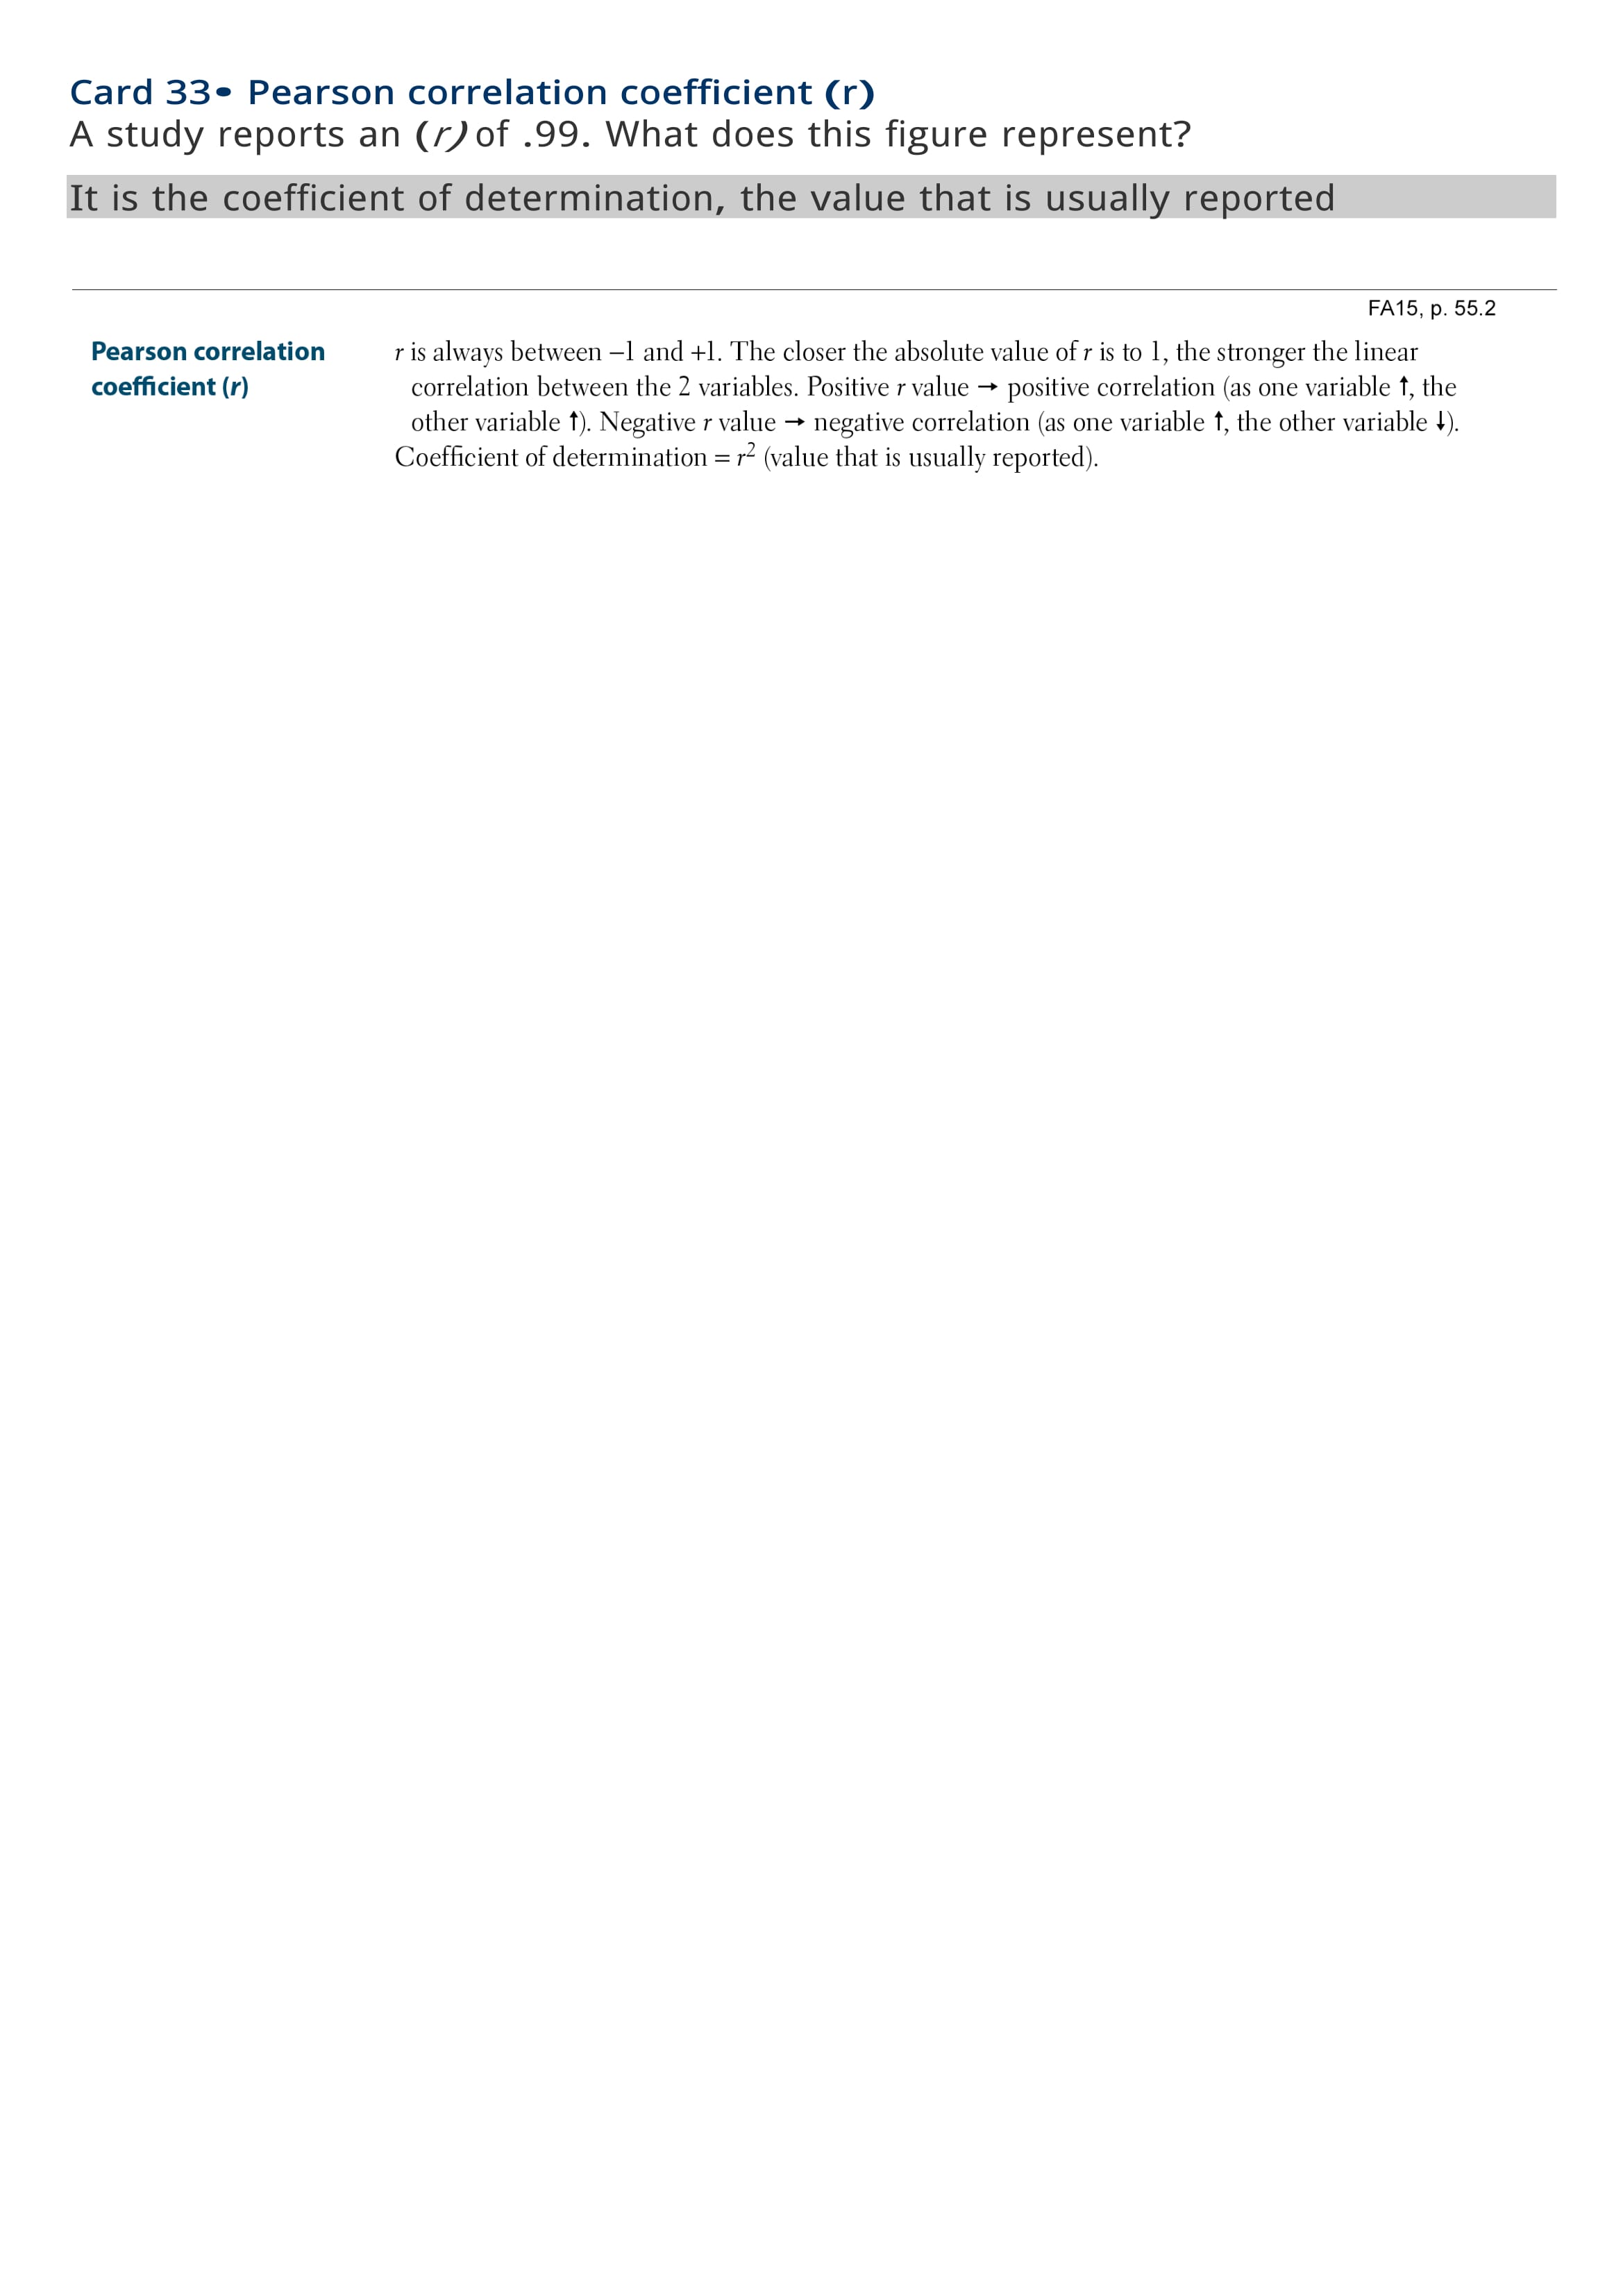 Card 33• Pearson correlation coefficient (r)
A study reports an (r) of .99. What does this figure represent?
It is the coefficient of determination, the value that is usually reported
FA15, p. 55.2
Pearson correlation
coefficient (r)
r is always between –1 and +1. The closer the absolute value of r is to 1, the stronger the linear
correlation between the 2 variables. Positive r value → positive correlation (as one variable ↑, the
other variable ↑). Negative r value → negative correlation (as one variable ↑, the other variable ↓).
Coefficient of determination = r² (value that is usually reported).